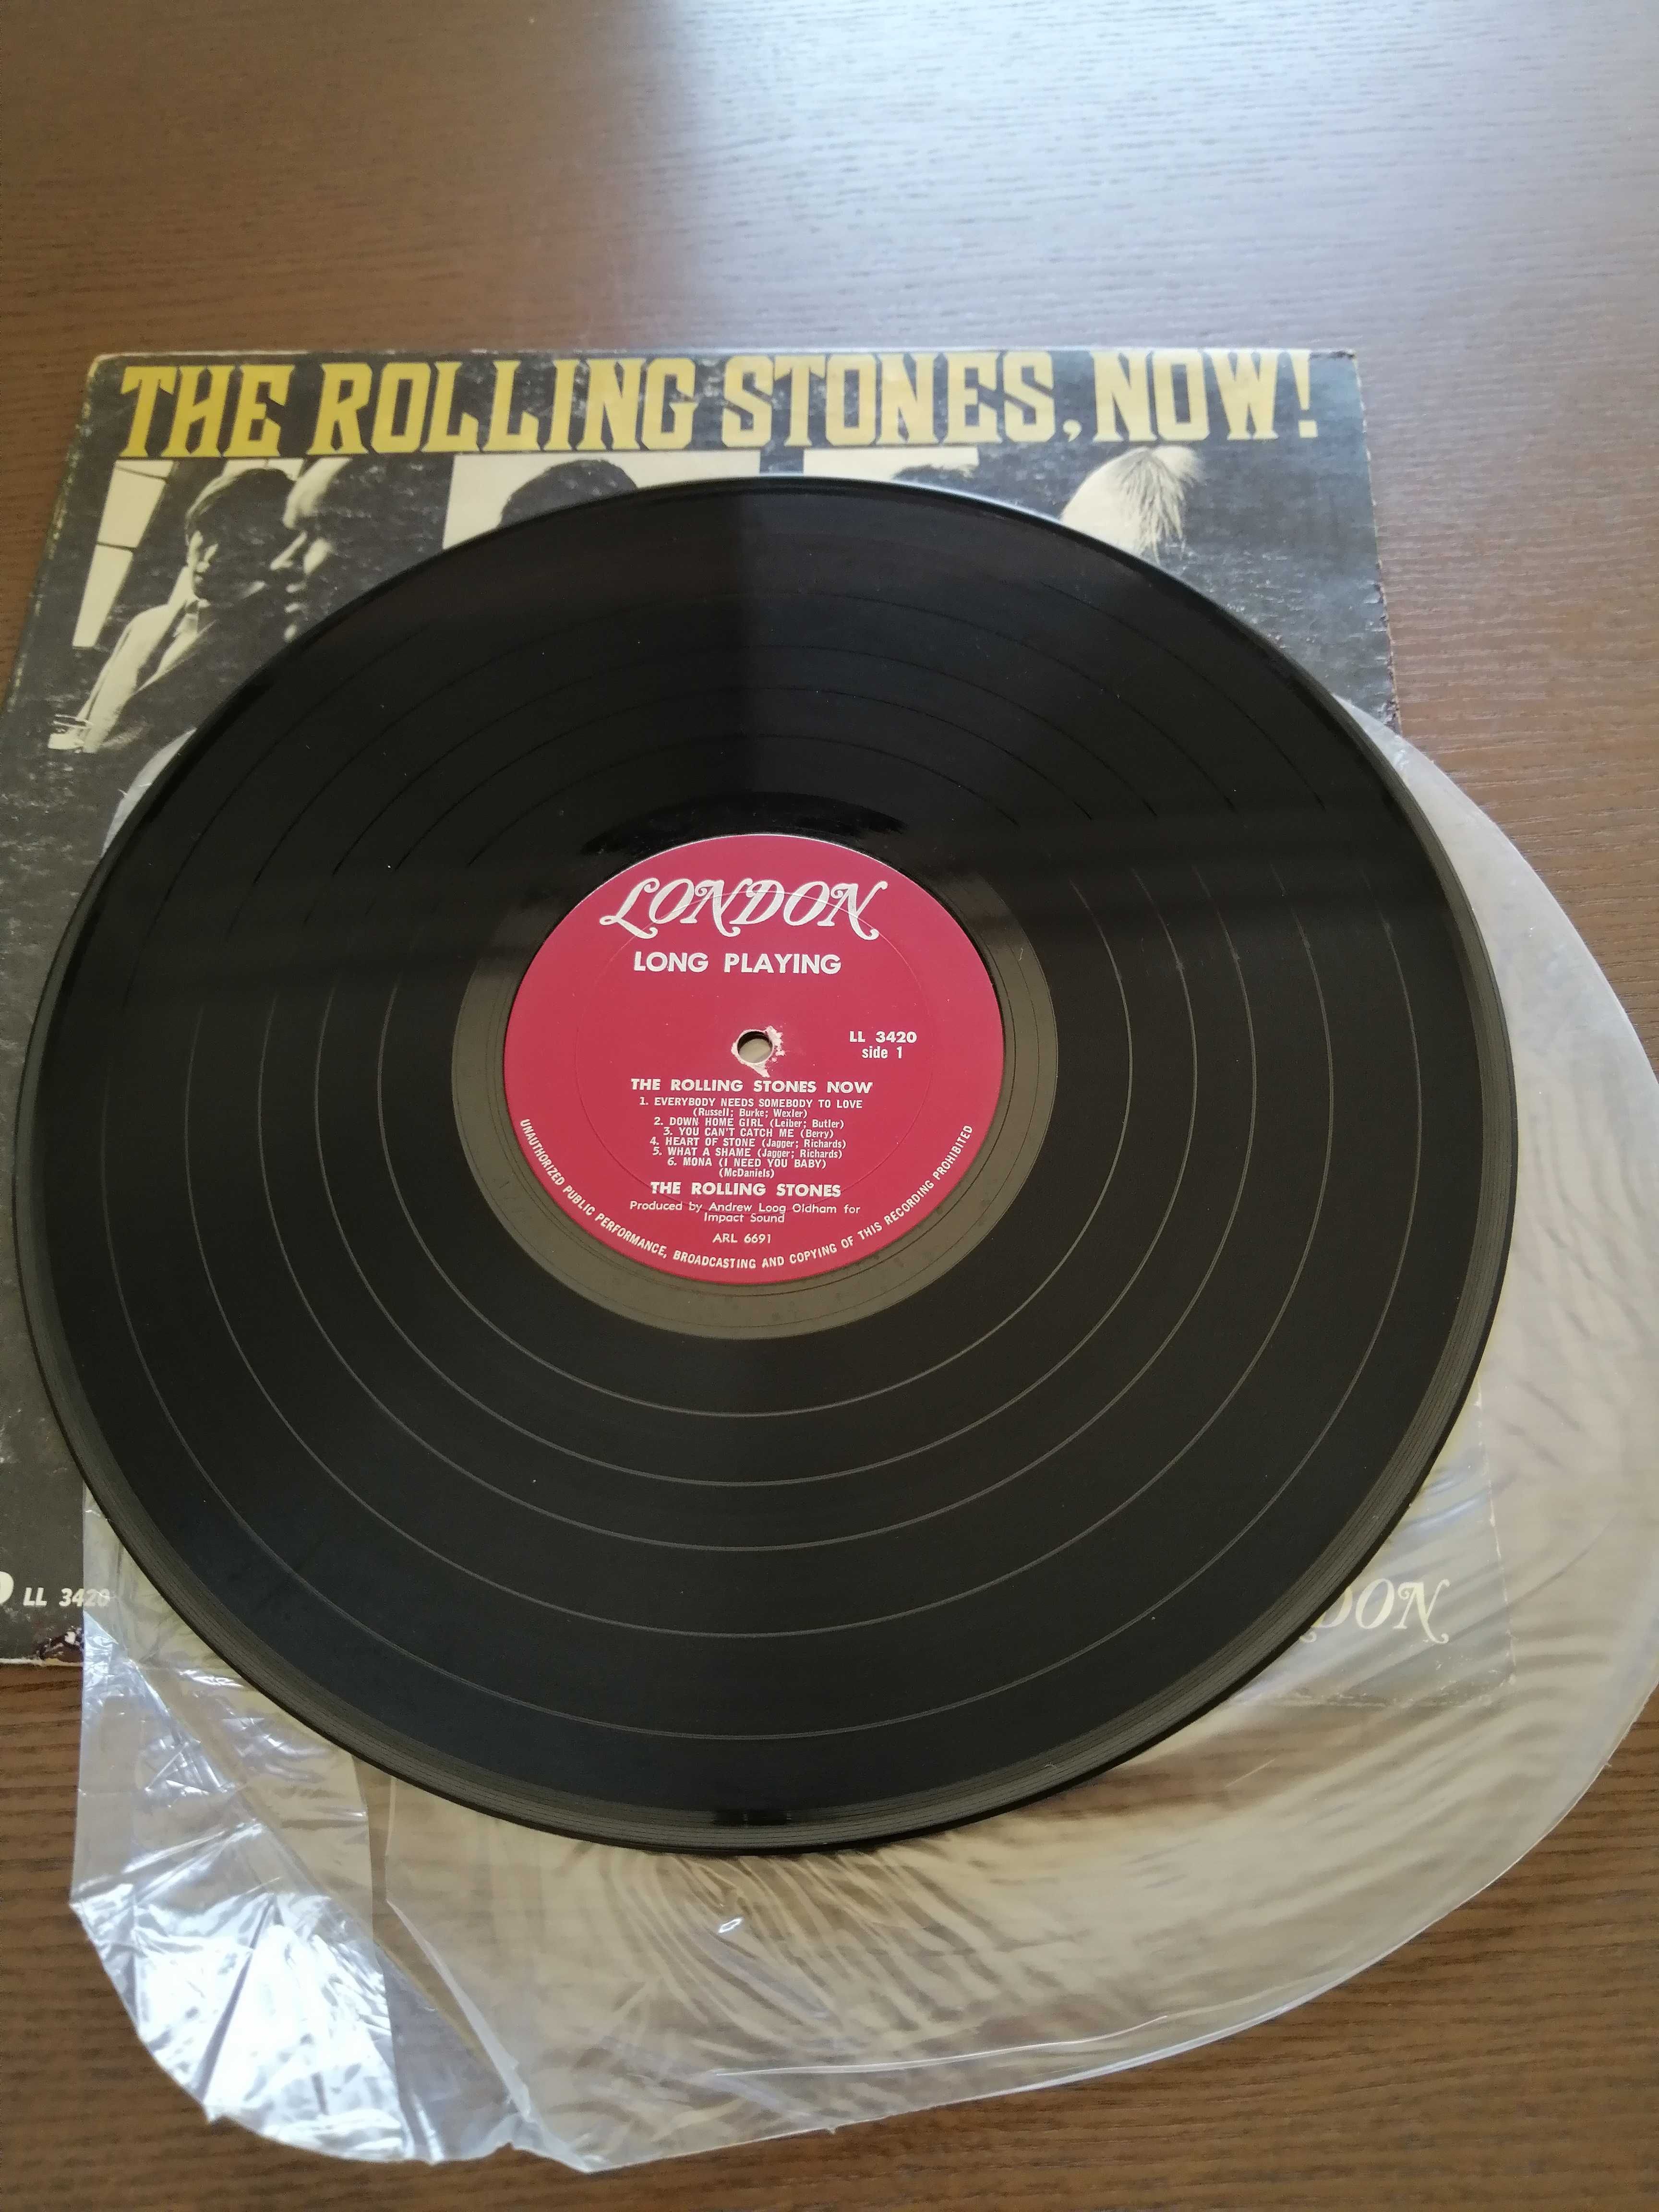 THE ROLLING STONES, NOW!
LONDON
LONG PLAYING
LL 3420
side 1
THE ROLLING STONES NOW
1. EVERYBODY NEEDS SOMEBODY TO LOVE
(Russell; Burke; Wexler)
2. DOWN HOME GIRL (Leiber; Butler)
3. YOU CAN'T CATCH ME (Berry)
4. HEART OF STONE (Jagger; Richards)
5. WHAT A SHAME (Jagger; Richards)
6. MONA (I NEED YOU BABY)
(McDaniels)
THE ROLLING STONES
Produced by Andrew Loog Oldham for
Impact Sound
ARL 6691
UNAUTHORIZED PUBLIC PERFORMANCE, BROADCASTING AND COPYING OF THIS RECORDING PROHIBITED
LL 3420
DON